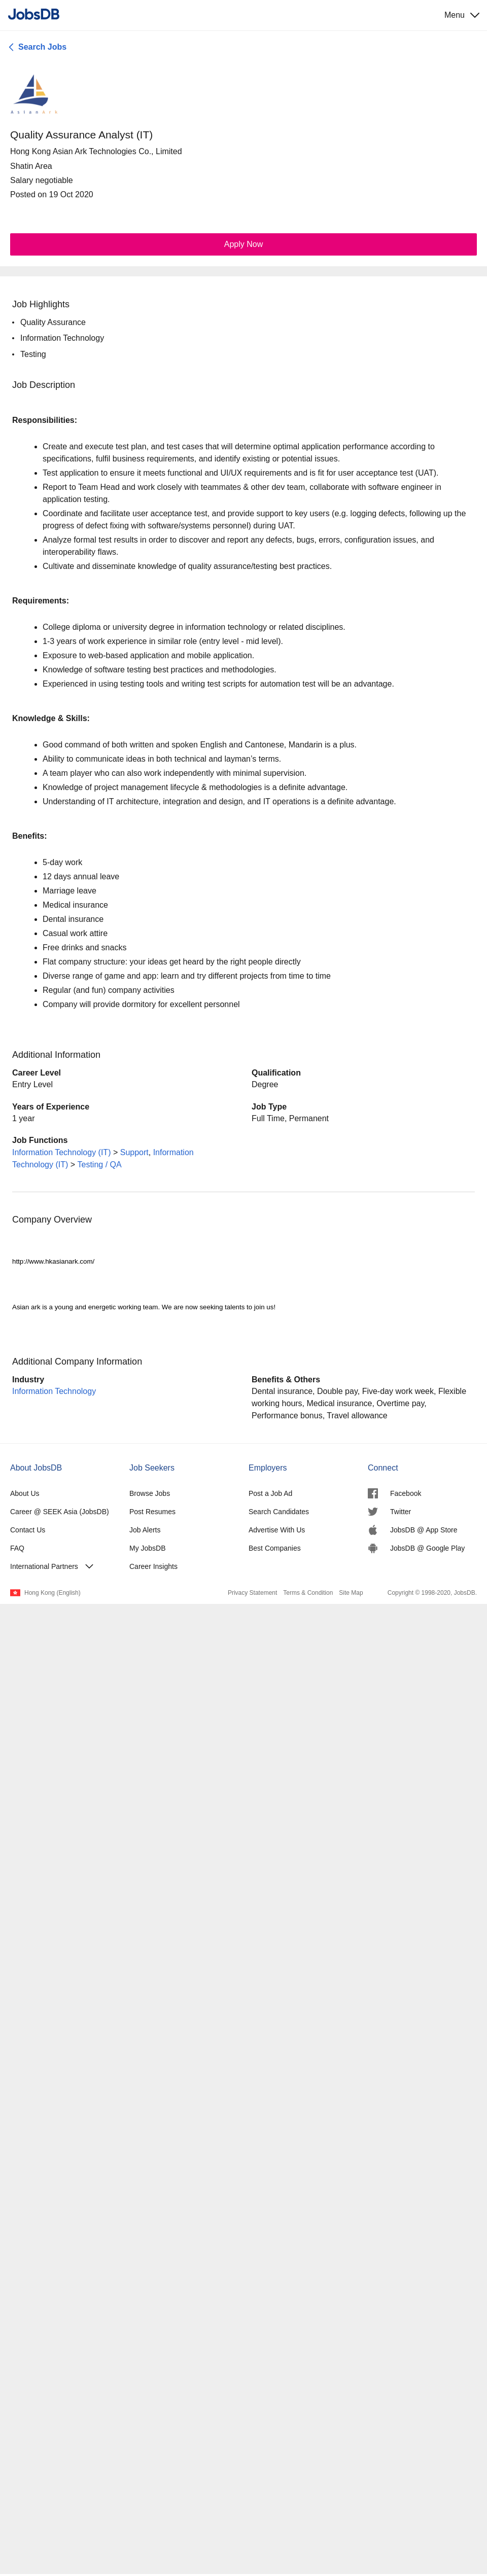 JobsDB
Menu
Search Jobs
AsianArk
Quality Assurance Analyst (IT)
Hong Kong Asian Ark Technologies Co., Limited
Shatin Area
Salary negotiable
Posted on 19 Oct 2020
Apply Now
Job Highlights
• Quality Assurance
• Information Technology
• Testing
Job Description
Responsibilities:
• Create and execute test plan, and test cases that will determine optimal application performance according to
specifications, fulfil business requirements, and identify existing or potential issues.
• Test application to ensure it meets functional and UI/UX requirements and is fit for user acceptance test (UAT).
• Report to Team Head and work closely with teammates & other dev team, collaborate with software engineer in
application testing.
• Coordinate and facilitate user acceptance test, and provide support to key users (e.g. logging defects, following up the
progress of defect fixing with software/systems personnel) during UAT.
• Analyze formal test results in order to discover and report any defects, bugs, errors, configuration issues, and
interoperability flaws.
• Cultivate and disseminate knowledge of quality assurance/testing best practices.
Requirements:
• College diploma or university degree in information technology or related disciplines.
• 1-3 years of work experience in similar role (entry level - mid level).
• Exposure to web-based application and mobile application.
• Knowledge of software testing best practices and methodologies.
• Experienced in using testing tools and writing test scripts for automation test will be an advantage.
Knowledge & Skills:
• Good command of both written and spoken English and Cantonese, Mandarin is a plus.
• Ability to communicate ideas in both technical and layman's terms.
• A team player who can also work independently with minimal supervision.
• Knowledge of project management lifecycle & methodologies is a definite advantage.
• Understanding of IT architecture, integration and design, and IT operations is a definite advantage.
Benefits:
• 5-day work
• 12 days annual leave
• Marriage leave
• Medical insurance
• Dental insurance
• Casual work attire
• Free drinks and snacks
• Flat company structure: your ideas get heard by the right people directly
• Diverse range of game and app: learn and try different projects from time to time
• Regular (and fun) company activities
• Company will provide dormitory for excellent personnel
Additional Information
Career Level
Entry Level
Qualification
Degree
Years of Experience
1 year
Job Type
Full Time, Permanent
Job Functions
Information Technology (IT) > Support, Information
Technology (IT) > Testing / QA
Company Overview
http://www.hkasianark.com/
Asian ark is a young and energetic working team. We are now seeking talents to join us!
Additional Company Information
Industry
Information Technology
Benefits & Others
Dental insurance, Double pay, Five-day work week, Flexible
working hours, Medical insurance, Overtime pay,
Performance bonus, Travel allowance
About JobsDB
About Us
Career @ SEEK Asia (JobsDB)
Contact Us
FAQ
International Partners
Job Seekers
Browse Jobs
Post Resumes
Job Alerts
My JobsDB
Career Insights
Employers
Post a Job Ad
Search Candidates
Advertise With Us
Best Companies
Connect
Facebook
Twitter
JobsDB @ App Store
JobsDB @ Google Play
Hong Kong (English)
Privacy Statement Terms & Condition Site Map
Copyright © 1998-2020, JobsDB.